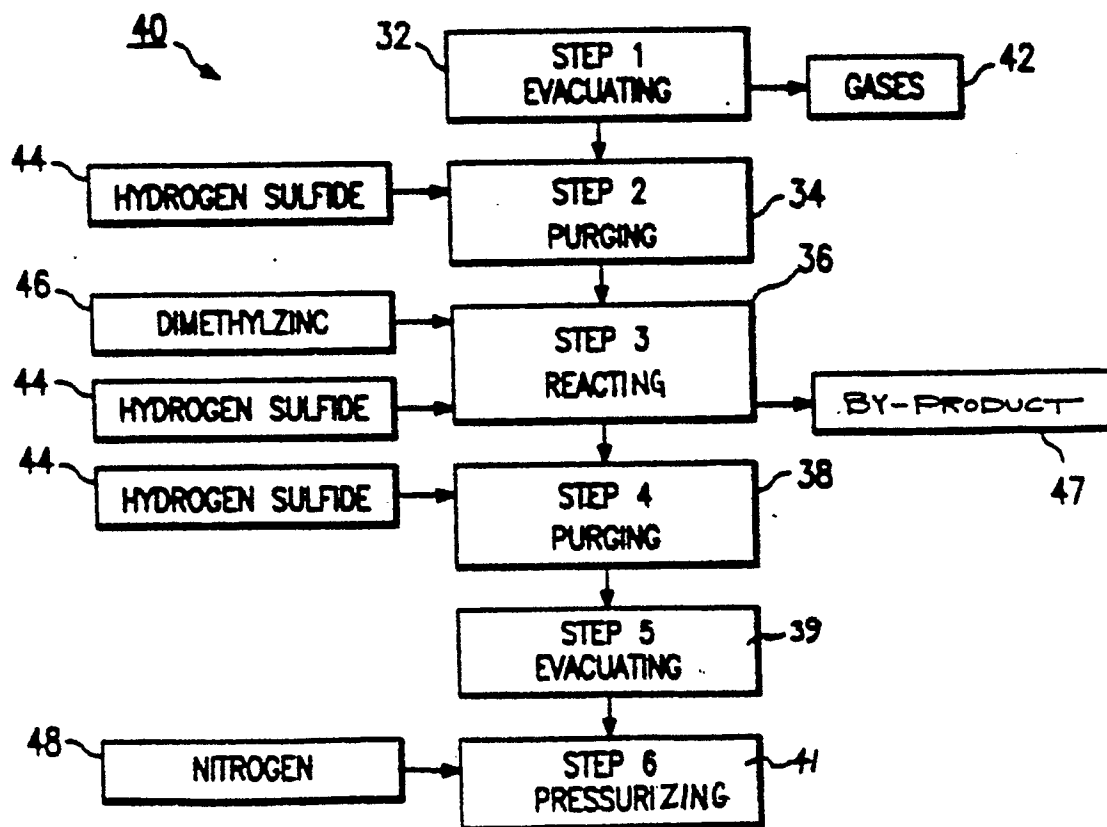 40
32
STEP 1
EVACUATING
GASES
42
44
HYDROGEN SULFIDE
STEP 2
PURGING
34
46
DIMETHYLZINC
36
STEP 3
REACTING
44
HYDROGEN SULFIDE
BY-PRODUCT
47
44
HYDROGEN SULFIDE
STEP 4
PURGING
38
STEP 5
EVACUATING
39
48
NITROGEN
STEP 6
PRESSURIZING
41